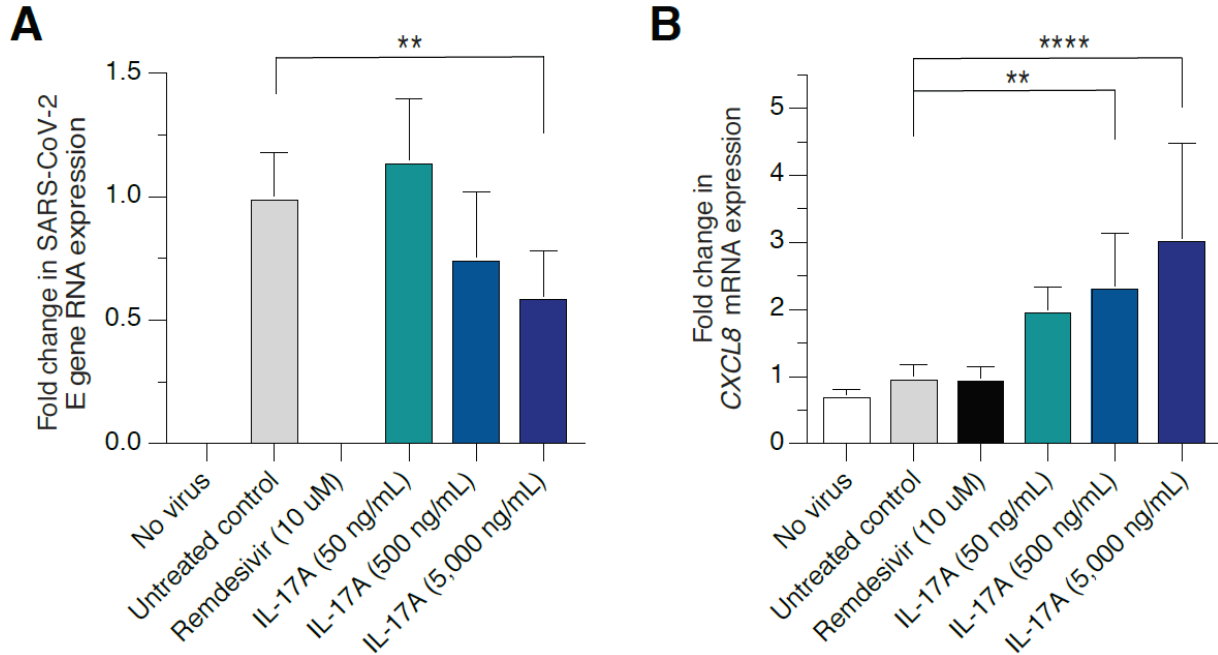 A
**
1.5
1.0
0.5
0.0
Fold change in SARS-CoV-2
E gene RNA expression
No virus
Untreated control
Remdesivir (10 uM)
IL-17A (50 ng/mL)
IL-17A (500 ng/mL)
IL-17A (5,000 ng/mL)
B
****
**
5
4
3
2
1
0
Fold change in
CXCL8 mRNA expression
No virus
Untreated control
Remdesivir (10 uM)
IL-17A (50 ng/mL)
IL-17A (500 ng/mL)
IL-17A (5,000 ng/mL)